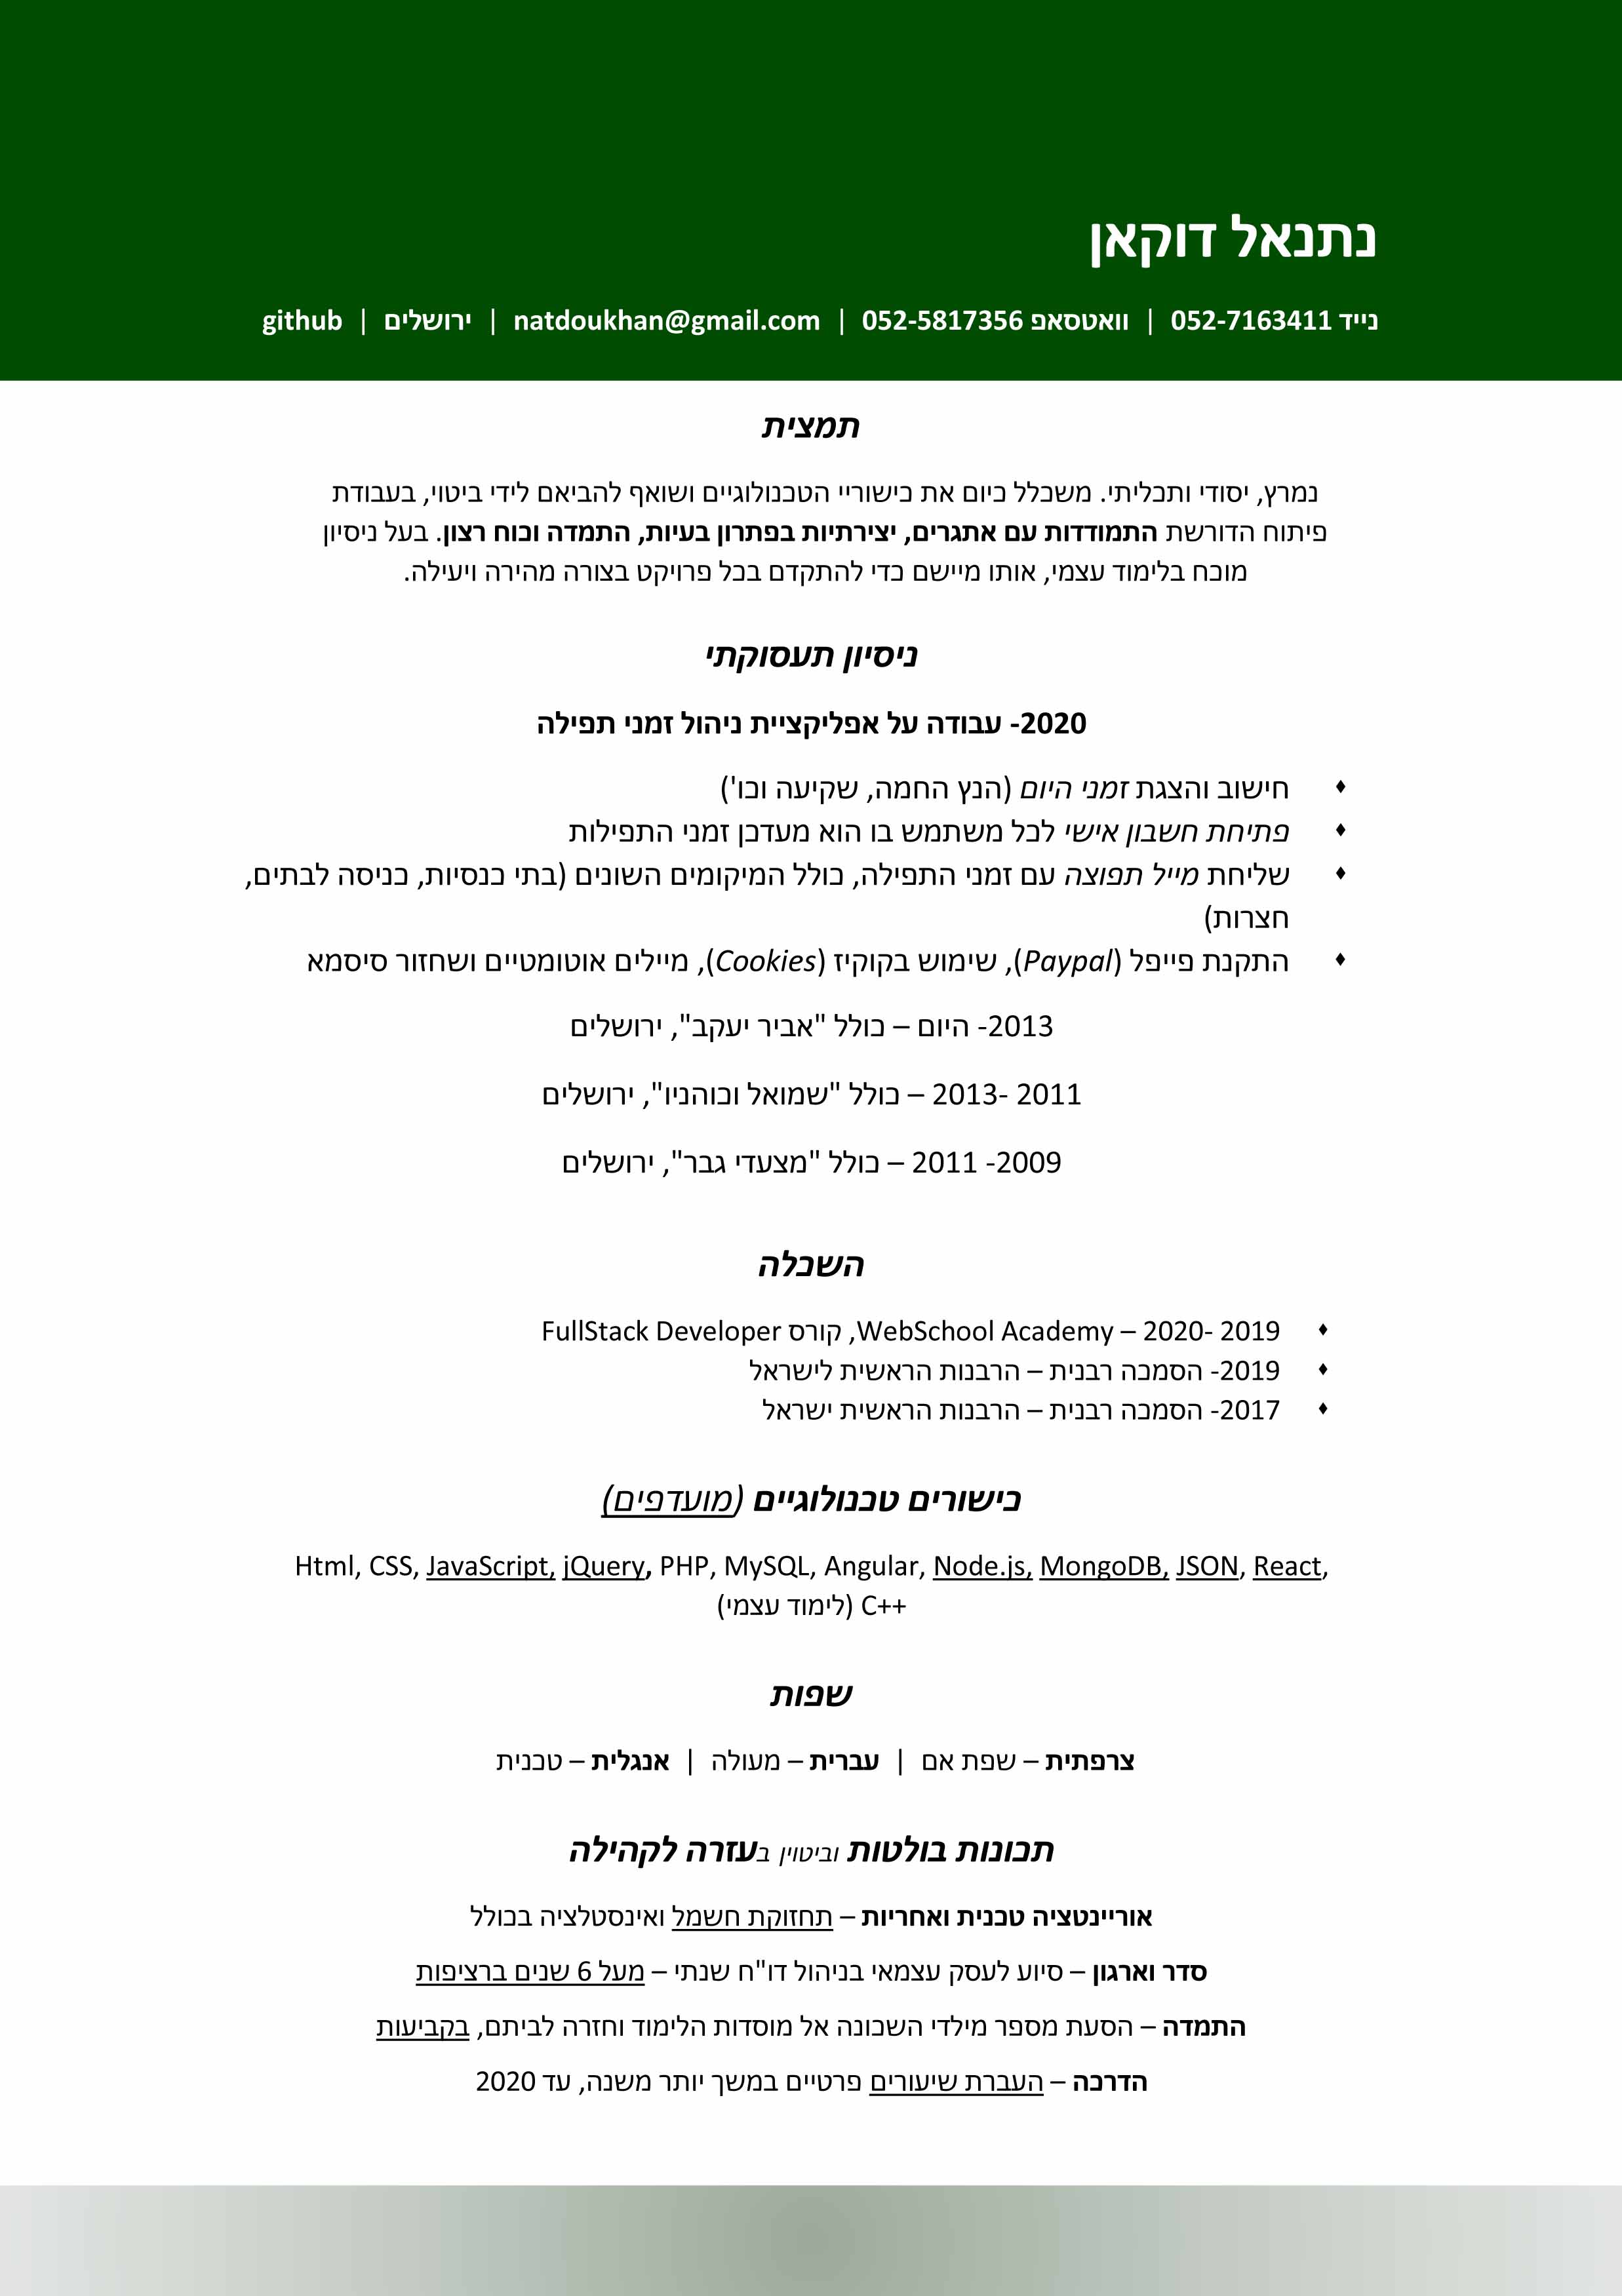 נתנאל דוקאן
נייד 052-7163411 | וואטסאפ 052-5817356 | natdoukhan@gmail.com | ירושלים | github
תמצית
נמרץ, יסודי ותכליתי. משכלל כיום את כישוריי הטכנולוגיים ושואף להביאם לידי ביטוי, בעבודת
פיתוח הדורשת התמודדות עם אתגרים, יצירתיות בפתרון בעיות, התמדה וכוח רצון. בעל ניסיון
מוכח בלימוד עצמי, אותו מיישם כדי להתקדם בכל פרויקט בצורה מהירה ויעילה.
ניסיון תעסוקתי
2020- עבודה על אפליקציית ניהול זמני תפילה
♦ חישוב והצגת זמני היום (הנץ החמה, שקיעה וכו')
♦ פתיחת חשבון אישי לכל משתמש בו הוא מעדכן זמני התפילות
♦ שליחת מייל תפוצה עם זמני התפילה, כולל המיקומים השונים (בתי כנסיות, כניסה לבתים,
חצרות)
♦ התקנת פייפל (Paypal), שימוש בקוקיז (Cookies), מיילים אוטומטיים ושחזור סיסמא
2013- היום – כולל "אביר יעקב", ירושלים
2011 -2013 – כולל "שמואל וכוהניו", ירושלים
2009- 2011 – כולל "מצעדי גבר", ירושלים
השכלה
♦ 2019 -2020 – WebSchool Academy, קורס FullStack Developer
♦ 2019- הסמכה רבנית – הרבנות הראשית לישראל
♦ 2017- הסמכה רבנית – הרבנות הראשית ישראל
כישורים טכנולוגיים (מועדפים)
Html, CSS, JavaScript, jQuery, PHP, MySQL, Angular, Node.js, MongoDB, JSON, React,
C++ (לימוד עצמי)
שפות
צרפתית – שפת אם | עברית – מעולה | אנגלית – טכנית
תכונות בולטות וביטוין בעזרה לקהילה
אוריינטציה טכנית ואחריות – תחזוקת חשמל ואינסטלציה בכולל
סדר וארגון – סיוע לעסק עצמאי בניהול דו"ח שנתי – מעל 6 שנים ברציפות
התמדה – הסעת מספר מילדי השכונה אל מוסדות הלימוד וחזרה לביתם, בקביעות
הדרכה – העברת שיעורים פרטיים במשך יותר משנה, עד 2020